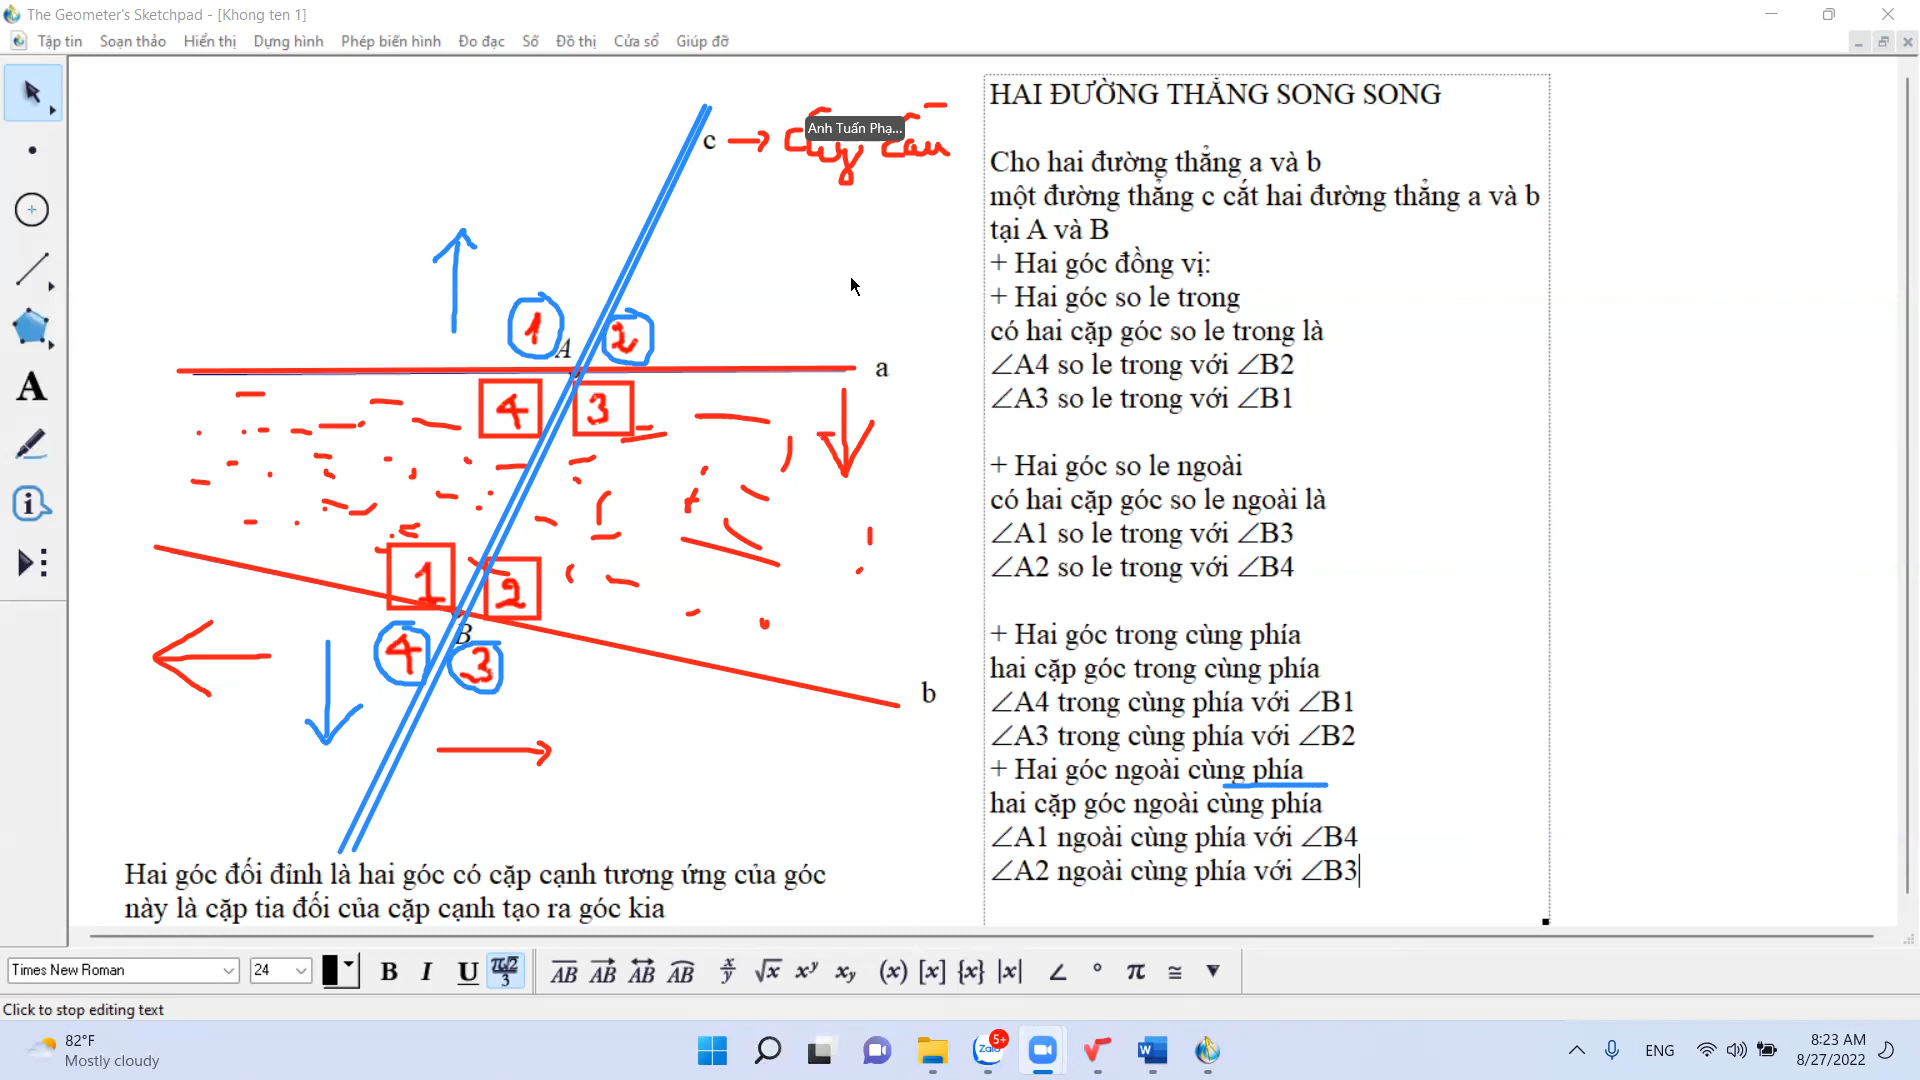 The Geometer's Sketchpad - [Khong ten 1]
Tập tin Soạn thảo Hiển thị Dựng hình Phép biến hình Đo đạc Số Đồ thị Cửa sổ Giúp đỡ
c
Anh Tuấn Phạ...
1
A
2
a
4
3
1
2
B
4
3
b
Hai góc đối đỉnh là hai góc có cặp cạnh tương ứng của góc
này là cặp tia đối của cặp cạnh tạo ra góc kia
HAI ĐƯỜNG THẲNG SONG SONG
Cho hai đường thẳng a và b
một đường thẳng c cắt hai đường thẳng a và b
tại A và B
+ Hai góc đồng vị:
+ Hai góc so le trong
có hai cặp góc so le trong là
∠A4 so le trong với ∠B2
∠A3 so le trong với ∠B1
+ Hai góc so le ngoài
có hai cặp góc so le ngoài là
∠A1 so le trong với ∠B3
∠A2 so le trong với ∠B4
+ Hai góc trong cùng phía
hai cặp góc trong cùng phía
∠A4 trong cùng phía với ∠B1
∠A3 trong cùng phía với ∠B2
+ Hai góc ngoài cùng phía
hai cặp góc ngoài cùng phía
∠A1 ngoài cùng phía với ∠B4
∠A2 ngoài cùng phía với ∠B3
Times New Roman 24 B I U π√2/3 AB AB AB AB x/y √x x^y x_y (x) [x] {x} |x| ∠ ° π ≅
Click to stop editing text
82°F
Mostly cloudy
Zalo 5+
W
ENG
8:23 AM
8/27/2022